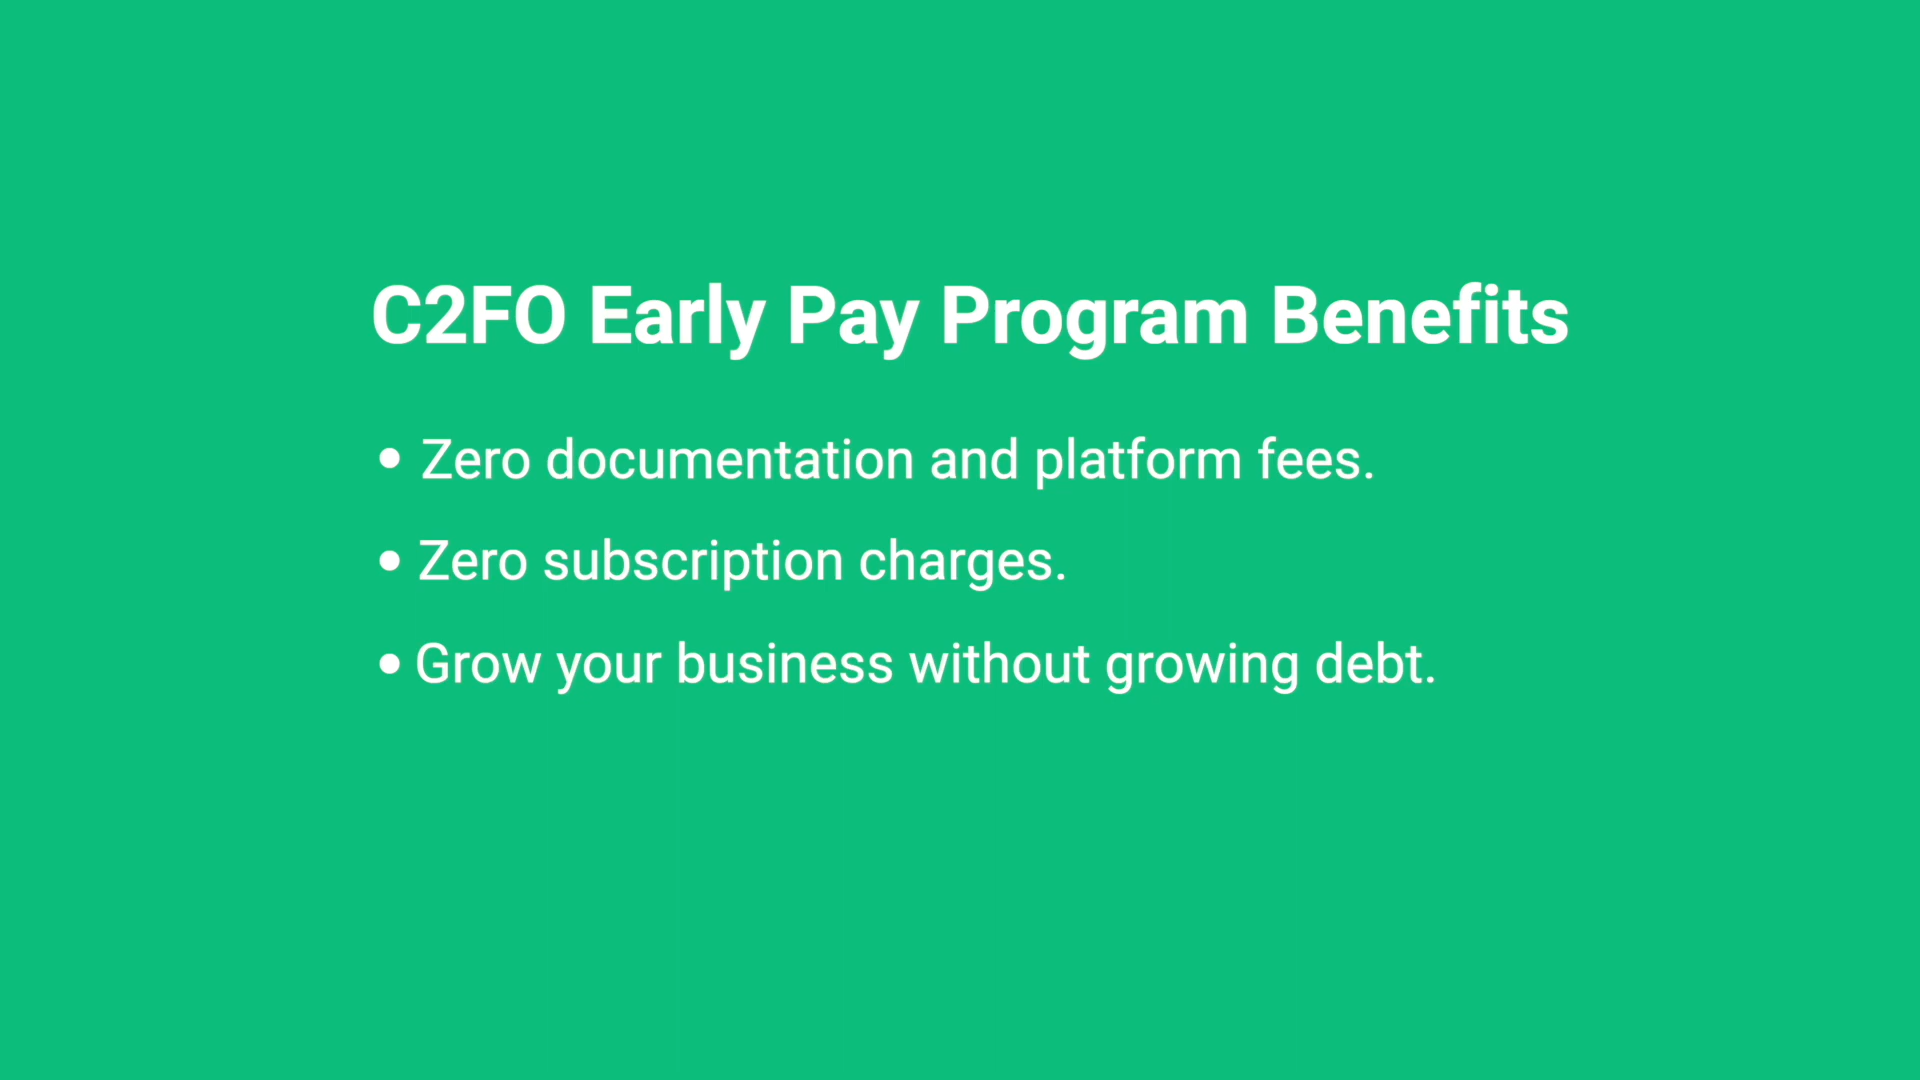 C2FO Early Pay Program Benefits
• Zero documentation and platform fees.
• Zero subscription charges.
• Grow your business without growing debt.